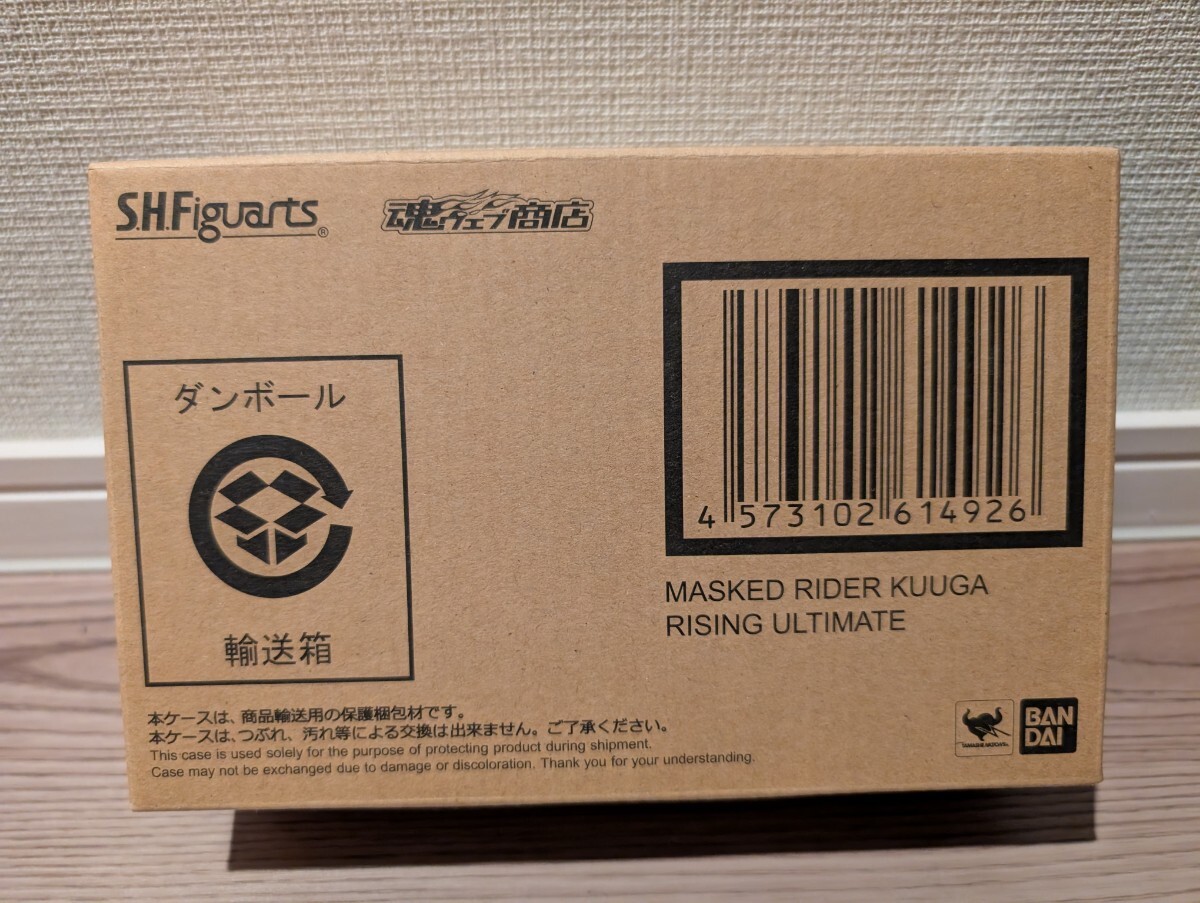 S.H.Figuarts®
魂ウェブ商店
ダンボール
輸送箱
4 573102 614926
MASKED RIDER KUUGA
RISING ULTIMATE
本ケースは、商品輸送用の保護梱包材です。
本ケースは、つぶれ、汚れ等による交換は出来ません。ご了承ください。
This case is used solely for the purpose of protecting product during shipment.
Case may not be exchanged due to damage or discoloration. Thank you for your understanding.
TAMASHII NATIONS
BAN
DAI